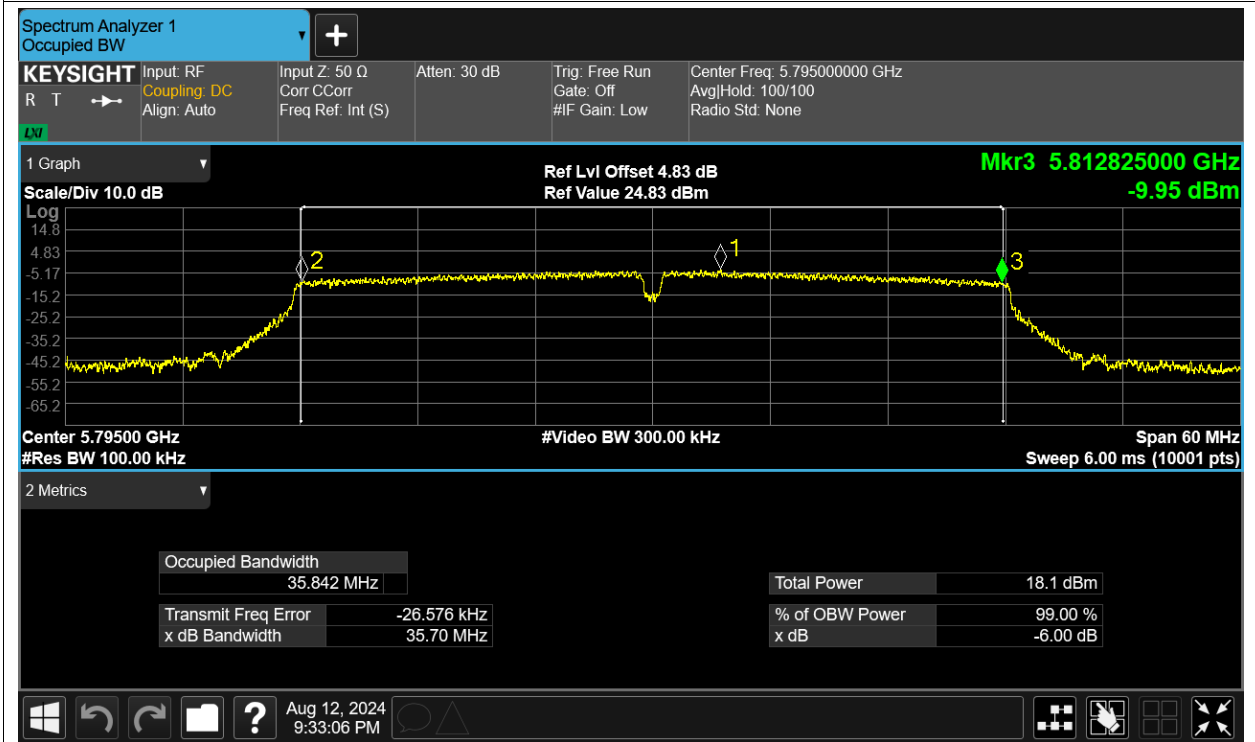 Spectrum Analyzer 1
Occupied BW
KEYSIGHT
R T
LXI
Input: RF
Coupling: DC
Align: Auto
Input Z: 50 Ω
Corr CCorr
Freq Ref: Int (S)
Atten: 30 dB
Trig: Free Run
Gate: Off
#IF Gain: Low
Center Freq: 5.795000000 GHz
Avg|Hold: 100/100
Radio Std: None
1 Graph
Scale/Div 10.0 dB
Ref Lvl Offset 4.83 dB
Ref Value 24.83 dBm
Mkr3 5.812825000 GHz
-9.95 dBm
Log
14.8
4.83
-5.17
-15.2
-25.2
-35.2
-45.2
-55.2
-65.2
2
1
3
Center 5.79500 GHz
#Res BW 100.00 kHz
#Video BW 300.00 kHz
Span 60 MHz
Sweep 6.00 ms (10001 pts)
2 Metrics
Occupied Bandwidth
35.842 MHz
Transmit Freq Error -26.576 kHz
x dB Bandwidth 35.70 MHz
Total Power 18.1 dBm
% of OBW Power 99.00 %
x dB -6.00 dB
?
Aug 12, 2024
9:33:06 PM